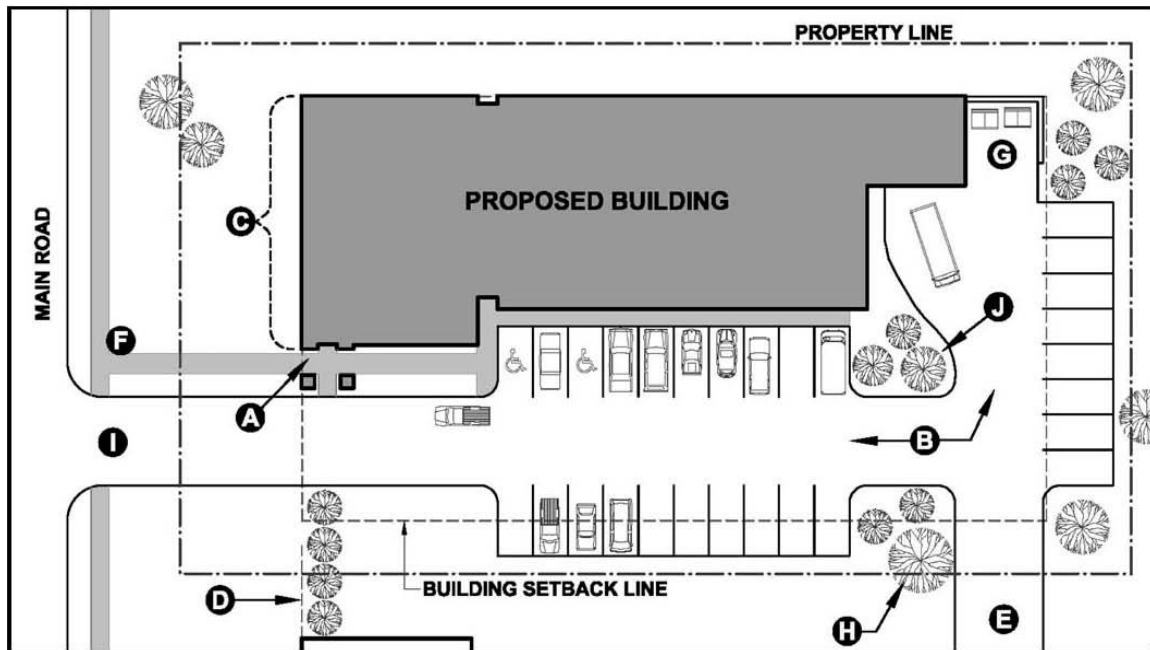 PROPERTY LINE
G
PROPOSED BUILDING
C
MAIN ROAD
J
F
A
B
I
BUILDING SETBACK LINE
D
E
H